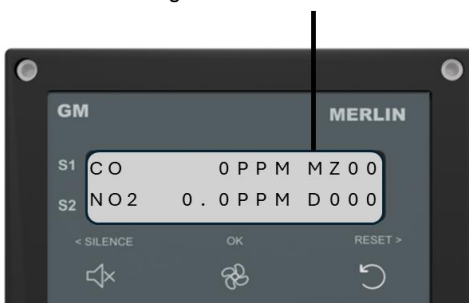 GM MERLIN
S1 CO 0PPM MZ00
S2 NO2 0.0PPM D000
< SILENCE OK RESET >